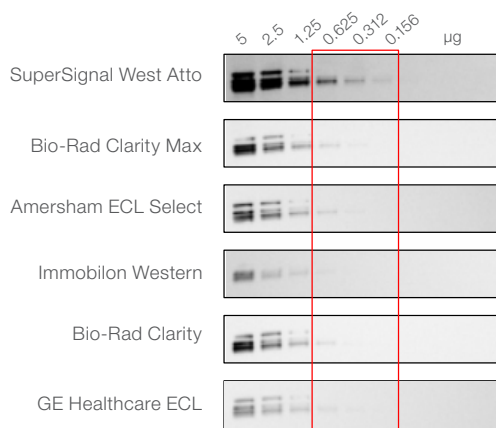 5 2.5 1.25 0.625 0.312 0.156 µg
SuperSignal West Atto
Bio-Rad Clarity Max
Amersham ECL Select
Immobilon Western
Bio-Rad Clarity
GE Healthcare ECL